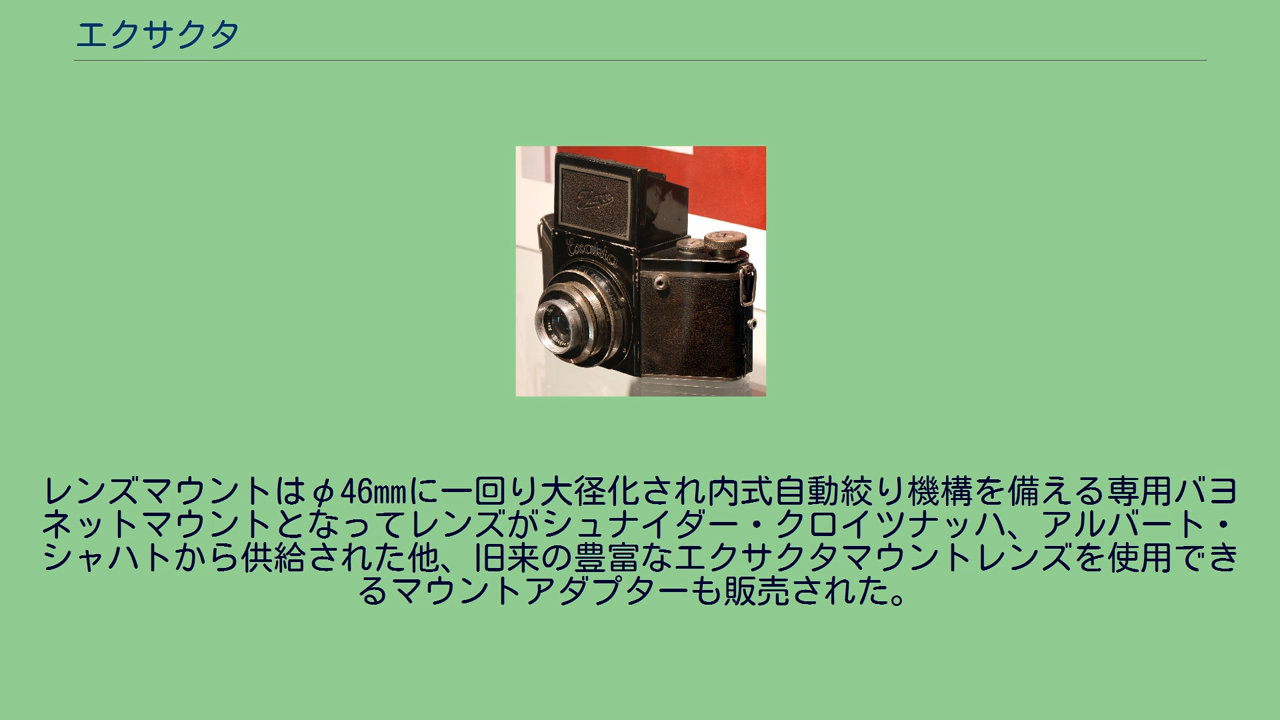 エクサクタ
Exakta
レンズマウントはφ46mmに一回り大径化され内式自動絞り機構を備える専用バヨ
ネットマウントとなってレンズがシュナイダー・クロイツナッハ、アルバート・
シャハトから供給された他、旧来の豊富なエクサクタマウントレンズを使用でき
るマウントアダプターも販売された。